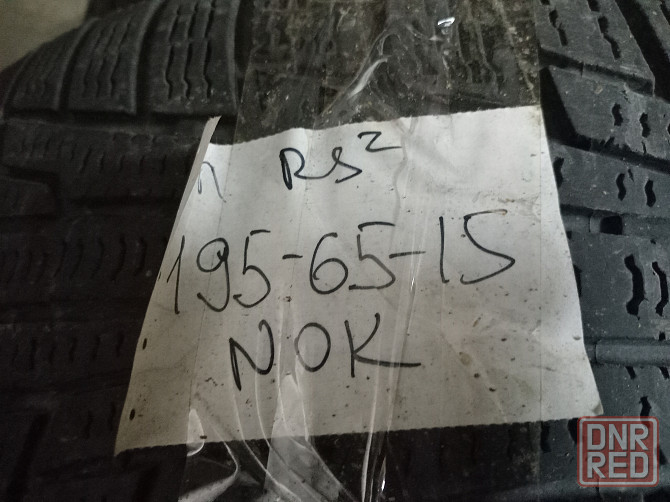 RS²
195-65-15
NOK
DNR
RED